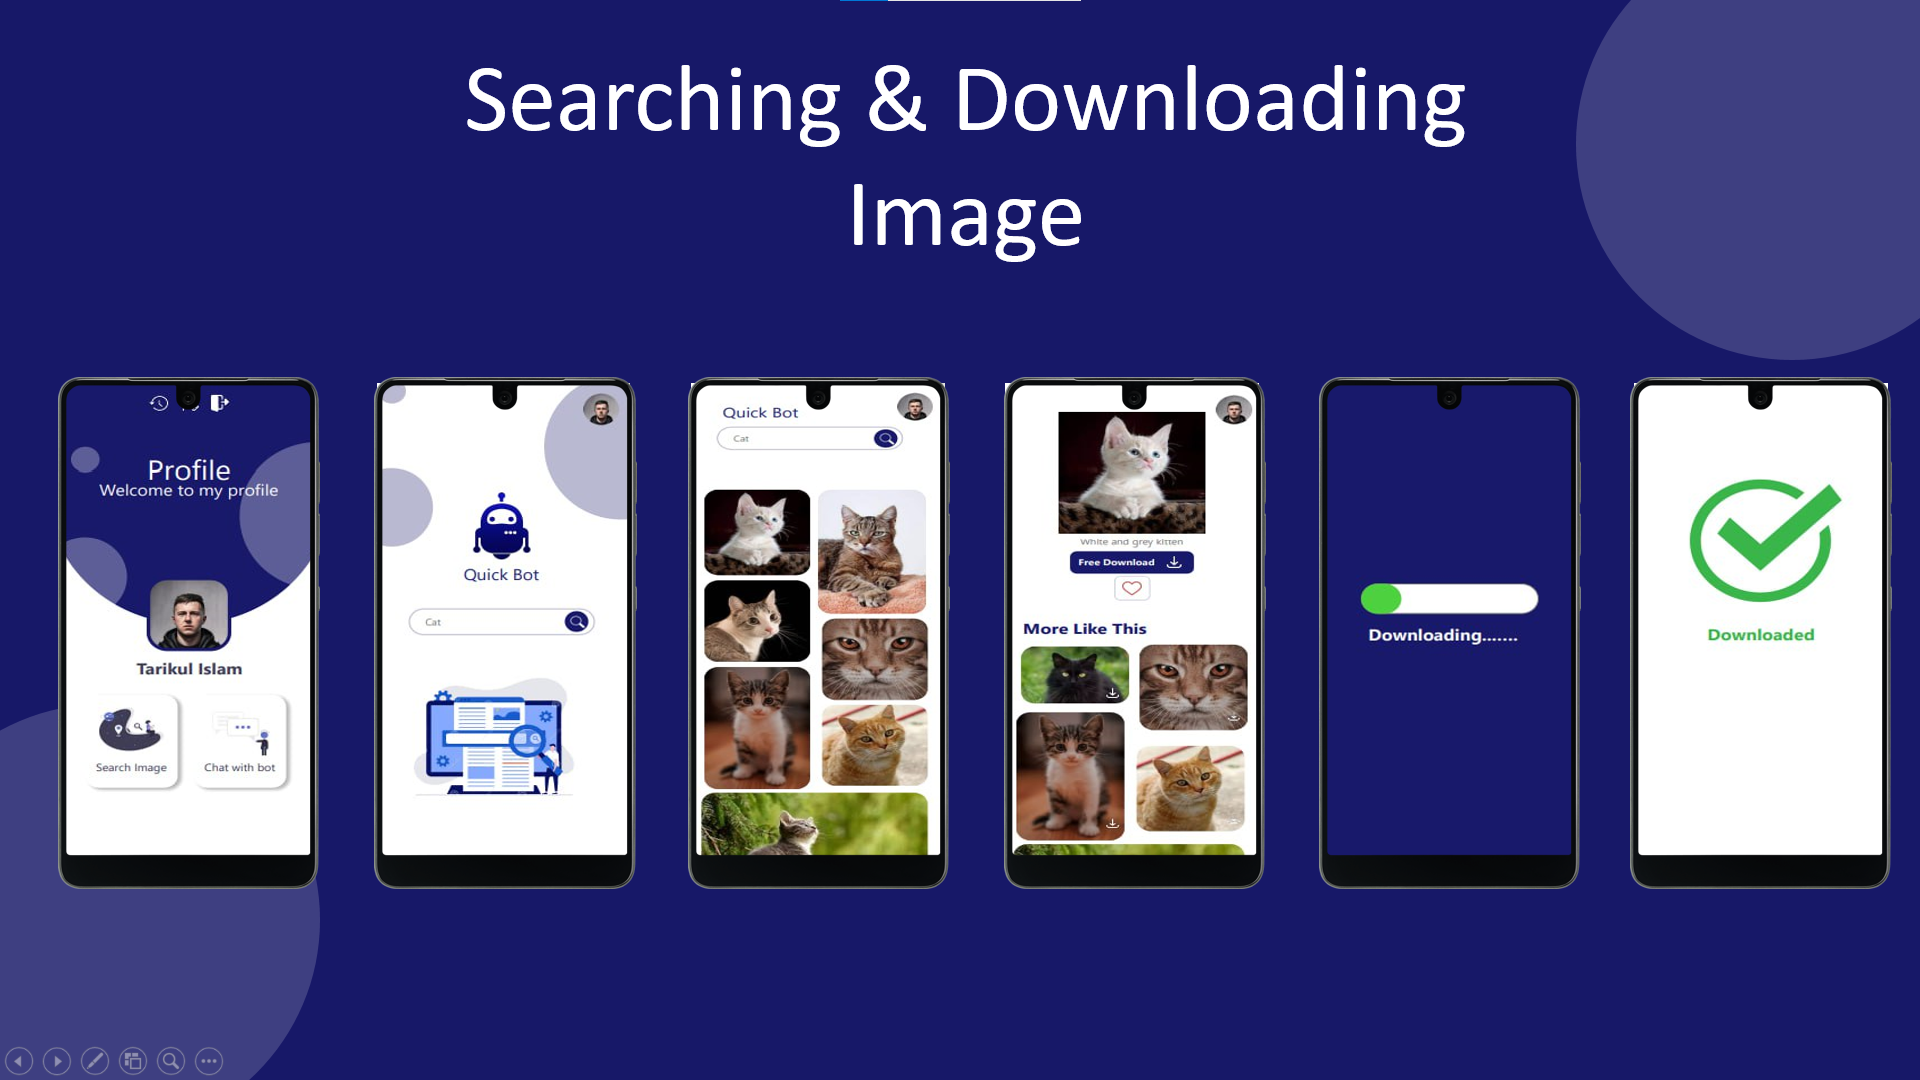 Searching & Downloading
Image
Profile
Welcome to my profile
Tarikul Islam
Search Image
Chat with bot
Quick Bot
Cat
Quick Bot
Cat
White and grey kitten
Free Download
More Like This
Downloading.......
Downloaded